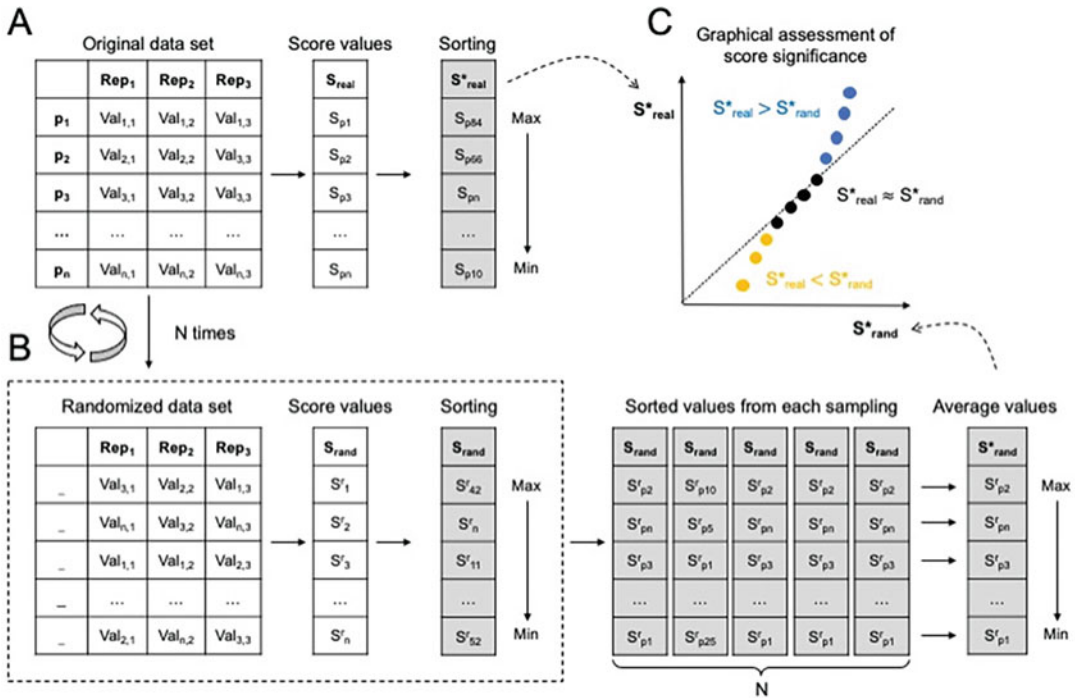 A
Original data set
Score values
Sorting
Rep1 Rep2 Rep3
Sreal
S*real
p1 Val1,1 Val1,2 Val1,3
Sp1
Sp84
Max
p2 Val2,1 Val2,2 Val3,3
Sp2
Sp66
p3 Val3,1 Val3,2 Val3,3
Sp3
Spn
... ... ... ...
...
...
pn Valn,1 Valn,2 Valn,3
Spn
Sp10
Min
N times
C
Graphical assessment of
score significance
S*real
S*real > S*rand
S*real ≈ S*rand
S*real < S*rand
S*rand
B
Randomized data set
Score values
Sorting
Rep1 Rep2 Rep3
Srand
Srand
_ Val3,1 Val2,2 Val1,3
Sr1
Sr42
Max
_ Valn,1 Val3,2 Valn,3
Sr2
Srn
_ Val1,1 Val1,2 Val2,3
Sr3
Sr11
_ ... ... ...
...
...
_ Val2,1 Valn,2 Val3,3
Srn
Sr52
Min
Sorted values from each sampling
Average values
Srand Srand Srand Srand Srand
S*rand
Srp2 Srp10 Srp2 Srp2 Srp2
Srp2
Max
Srpn Srp5 Srpn Srpn Srpn
Srpn
Srp3 Srp1 Srp3 Srp3 Srp3
Srp3
... ... ... ... ...
...
Srp1 Srp25 Srp1 Srp1 Srp1
Srp1
Min
N